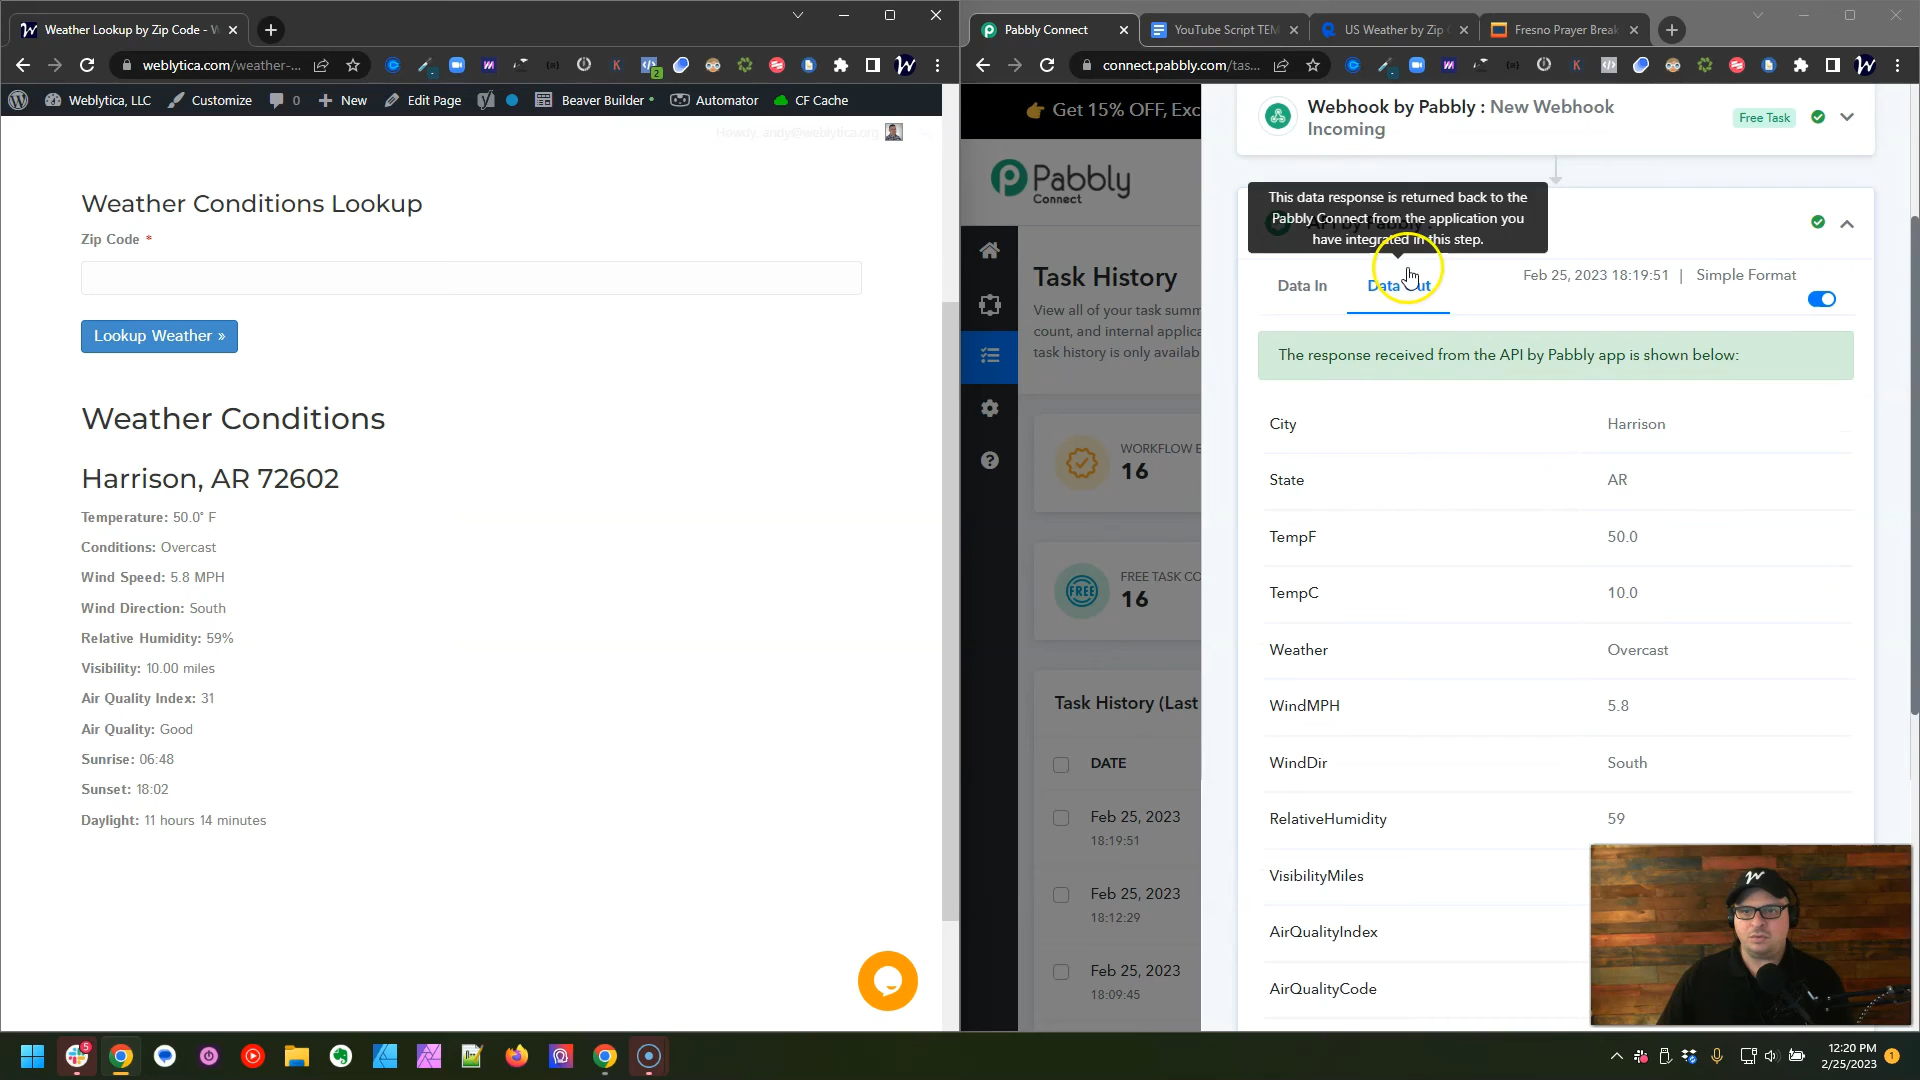 Weather Lookup by Zip Code - W
weblytica.com/weather-...
Weblytica, LLC
Customize
0
New
Edit Page
Beaver Builder
Automator
CF Cache
Howdy, andy@weblytica.org
Weather Conditions Lookup
Zip Code *
Lookup Weather »
Weather Conditions
Harrison, AR 72602
Temperature: 50.0° F
Conditions: Overcast
Wind Speed: 5.8 MPH
Wind Direction: South
Relative Humidity: 59%
Visibility: 10.00 miles
Air Quality Index: 31
Air Quality: Good
Sunrise: 06:48
Sunset: 18:02
Daylight: 11 hours 14 minutes
Pabbly Connect
YouTube Script TEM
US Weather by Zip
Fresno Prayer Break
connect.pabbly.com/tas...
Get 15% OFF, Exc
Pabbly
Connect
Task History
View all of your task summ
count, and internal applica
task history is only availab
WORKFLOW E
16
FREE TASK CO
FREE
16
Task History (Last
DATE
Feb 25, 2023
18:19:51
Feb 25, 2023
18:12:29
Feb 25, 2023
18:09:45
Webhook by Pabbly : New Webhook
Incoming
Free Task
This data response is returned back to the
Pabbly Connect from the application you
have integrated in this step.
Data In
Data Out
Feb 25, 2023 18:19:51 | Simple Format
The response received from the API by Pabbly app is shown below:
City Harrison
State AR
TempF 50.0
TempC 10.0
Weather Overcast
WindMPH 5.8
WindDir South
RelativeHumidity 59
VisibilityMiles
AirQualityIndex
AirQualityCode
12:20 PM
2/25/2023